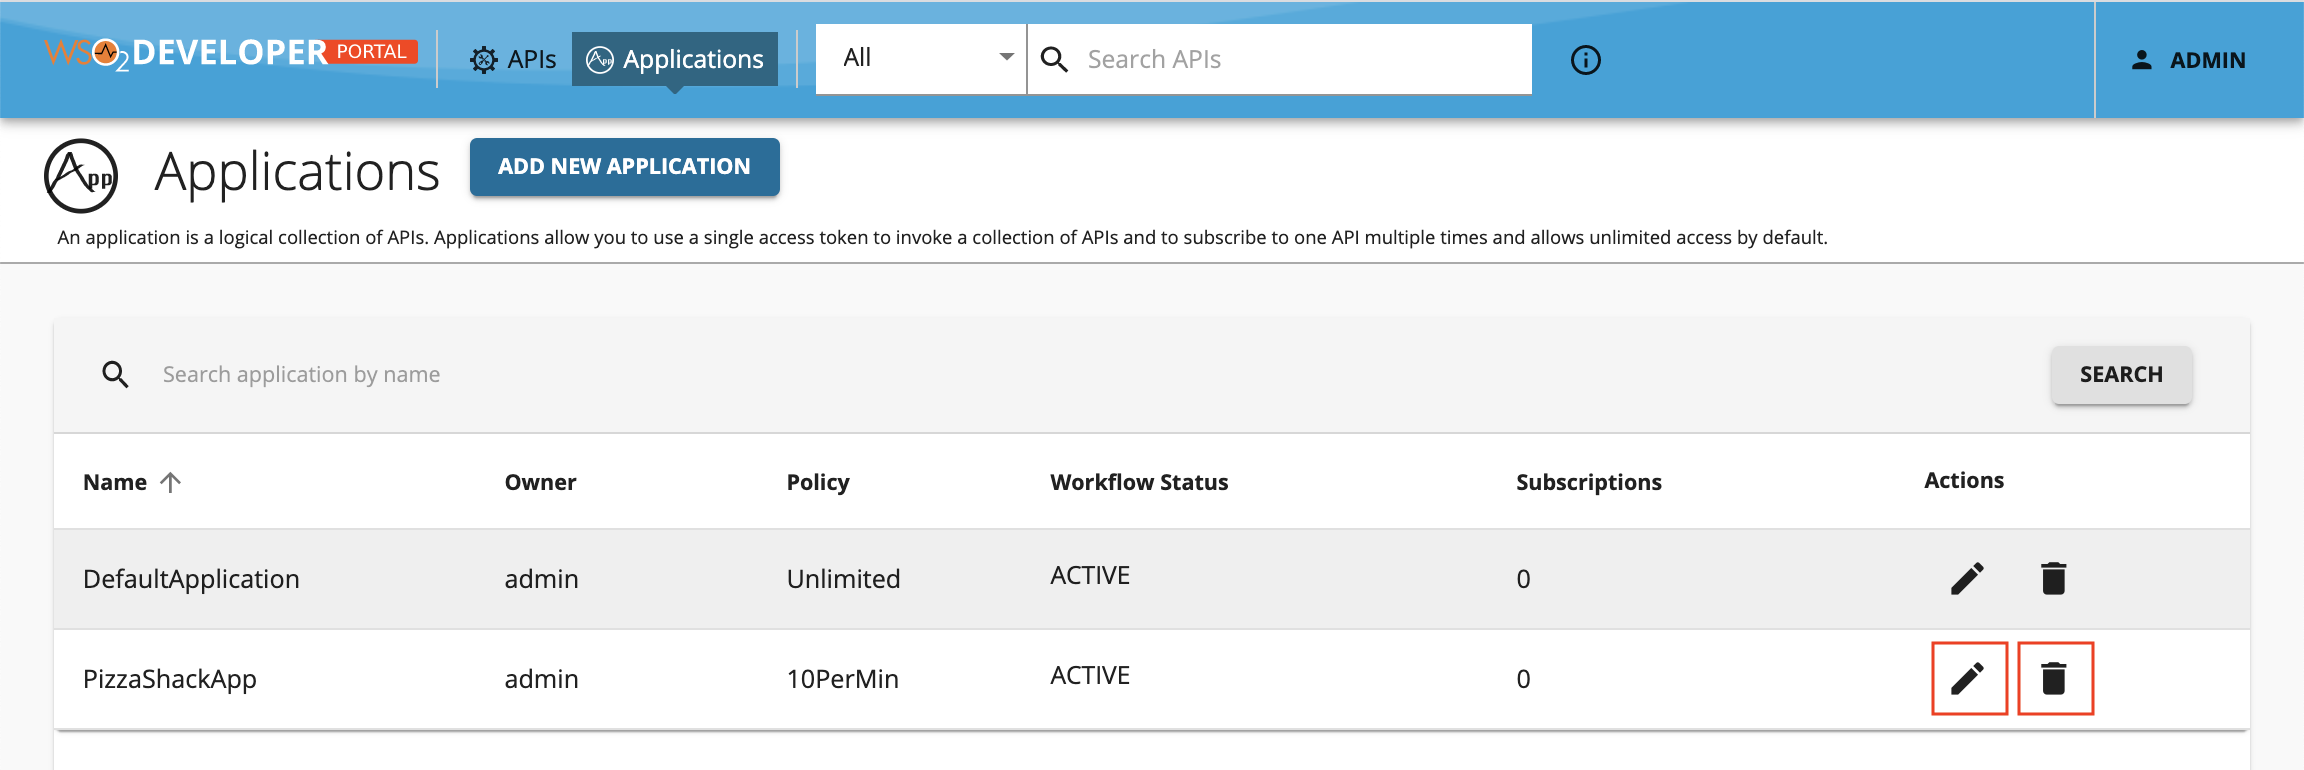 WSO2 DEVELOPER PORTAL APIs App Applications All Search APIs ADMIN
App Applications ADD NEW APPLICATION
An application is a logical collection of APIs. Applications allow you to use a single access token to invoke a collection of APIs and to subscribe to one API multiple times and allows unlimited access by default.
Search application by name SEARCH
Name Owner Policy Workflow Status Subscriptions Actions
DefaultApplication admin Unlimited ACTIVE 0
PizzaShackApp admin 10PerMin ACTIVE 0